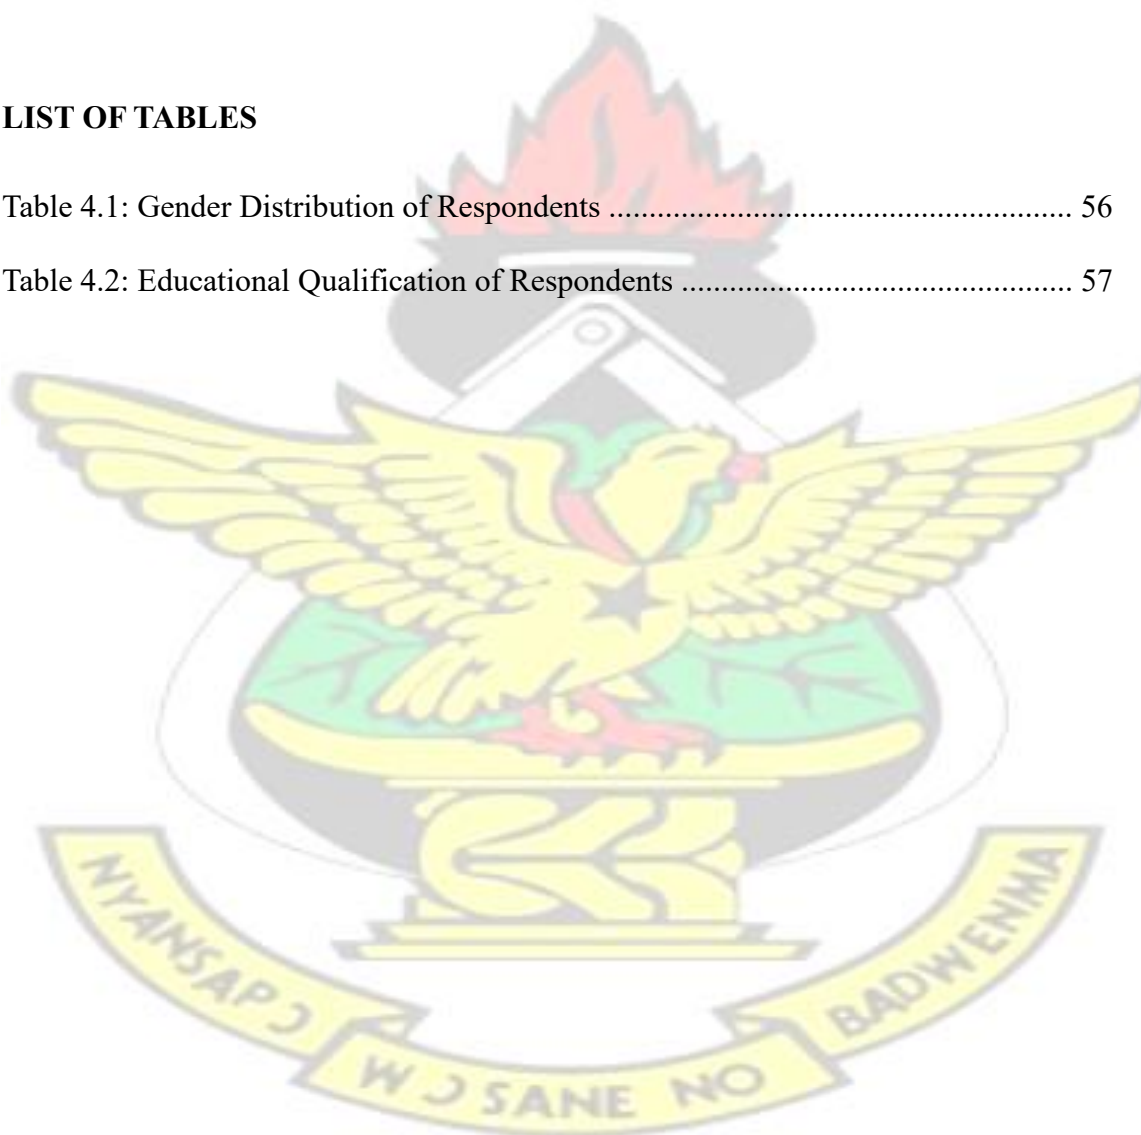 LIST OF TABLES
Table 4.1: Gender Distribution of Respondents .......................................................... 56
Table 4.2: Educational Qualification of Respondents ................................................. 57
NYANSAPƆ
WƆSANE NO
BADWENMA